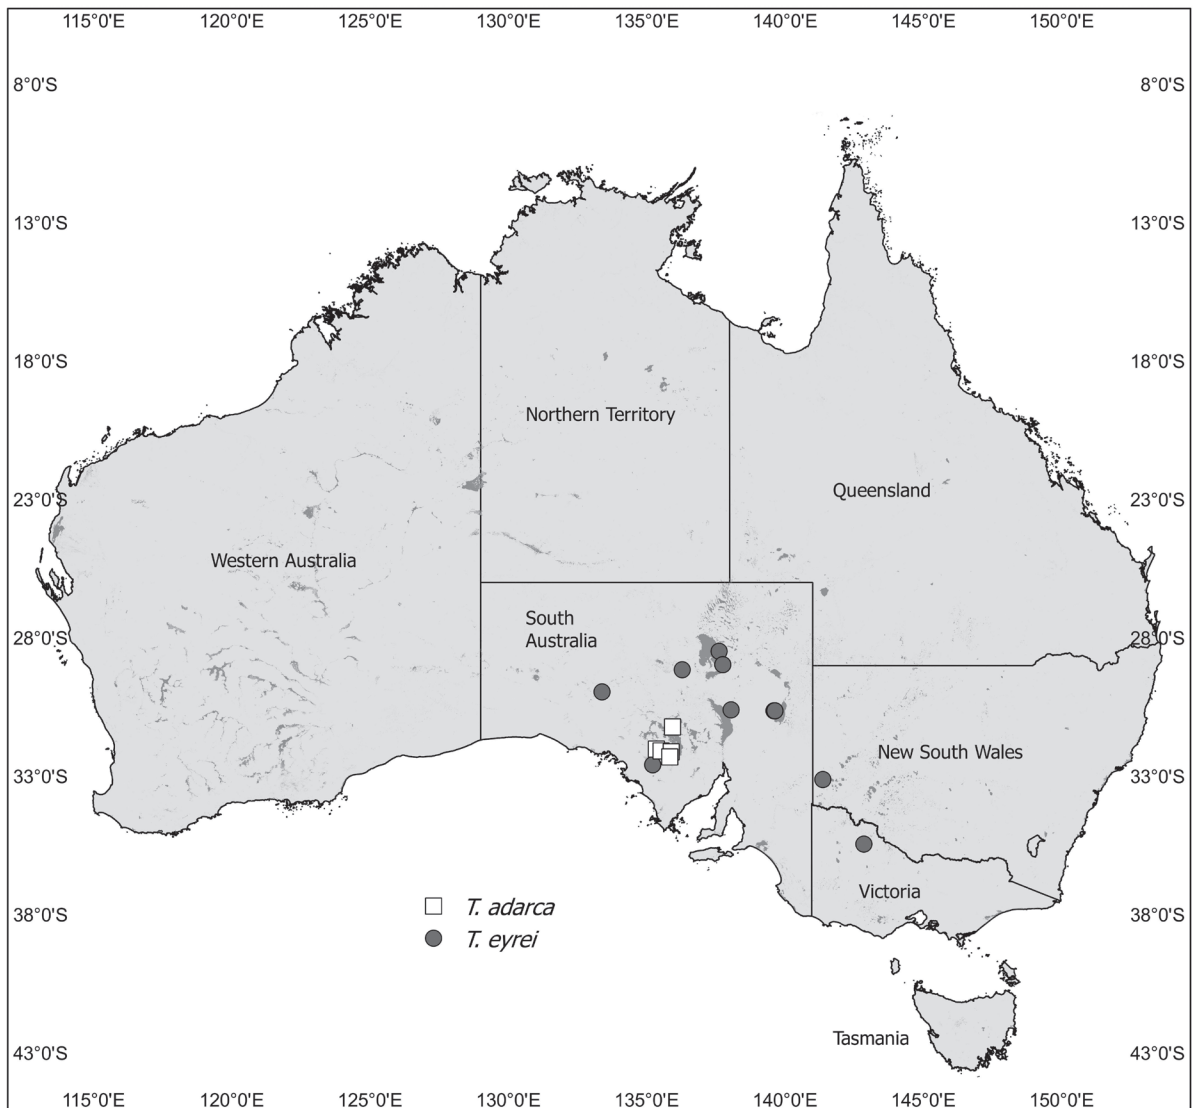 115°0'E 120°0'E 125°0'E 130°0'E 135°0'E 140°0'E 145°0'E 150°0'E
8°0'S 8°0'S
13°0'S 13°0'S
18°0'S 18°0'S
Northern Territory
Queensland
23°0'S 23°0'S
Western Australia
South
Australia
28°0'S 28°0'S
New South Wales
33°0'S 33°0'S
Victoria
T. adarca
38°0'S 38°0'S
T. eyrei
Tasmania
43°0'S 43°0'S
115°0'E 120°0'E 125°0'E 130°0'E 135°0'E 140°0'E 145°0'E 150°0'E